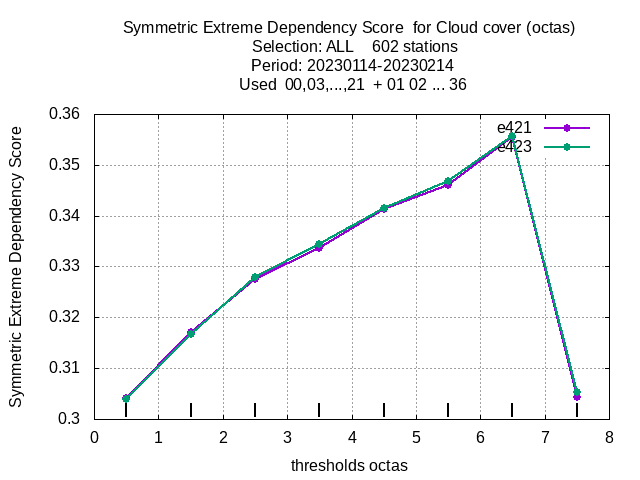 Symmetric Extreme Dependency Score  for Cloud cover (octas)
Selection: ALL    602 stations
Period: 20230114-20230214
Used  00,03,...,21  + 01 02 ... 36
e421
e423
Symmetric Extreme Dependency Score
0.36
0.35
0.34
0.33
0.32
0.31
0.3
0 1 2 3 4 5 6 7 8
thresholds octas